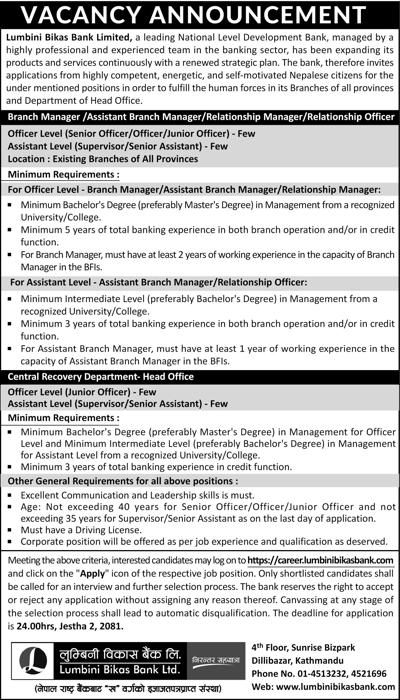 VACANCY ANNOUNCEMENT
Lumbini Bikas Bank Limited, a leading National Level Development Bank, managed by a
highly professional and experienced team in the banking sector, has been expanding its
products and services continuously with a renewed strategic plan. The bank, therefore invites
applications from highly competent, energetic, and self-motivated Nepalese citizens for the
under mentioned positions in order to fulfill the human forces in its Branches of all provinces
and Department of Head Office.
Branch Manager /Assistant Branch Manager/Relationship Manager/Relationship Officer
Officer Level (Senior Officer/Officer/Junior Officer) - Few
Assistant Level (Supervisor/Senior Assistant) - Few
Location : Existing Branches of All Provinces
Minimum Requirements :
For Officer Level - Branch Manager/Assistant Branch Manager/Relationship Manager:
▪ Minimum Bachelor's Degree (preferably Master's Degree) in Management from a recognized
University/College.
▪ Minimum 5 years of total banking experience in both branch operation and/or in credit
function.
▪ For Branch Manager, must have at least 2 years of working experience in the capacity of Branch
Manager in the BFIs.
For Assistant Level - Assistant Branch Manager/Relationship Officer:
▪ Minimum Intermediate Level (preferably Bachelor's Degree) in Management from a
recognized University/College.
▪ Minimum 3 years of total banking experience in both branch operation and/or in credit
function.
▪ For Assistant Branch Manager, must have at least 1 year of working experience in the
capacity of Assistant Branch Manager in the BFIs.
Central Recovery Department- Head Office
Officer Level (Junior Officer) - Few
Assistant Level (Supervisor/Senior Assistant) - Few
Minimum Requirements :
▪ Minimum Bachelor's Degree (preferably Master's Degree) in Management for Officer
Level and Minimum Intermediate Level (preferably Bachelor's Degree) in Management
for Assistant Level from a recognized University/College.
▪ Minimum 3 years of total banking experience in credit function.
Other General Requirements for all above positions :
▪ Excellent Communication and Leadership skills is must.
▪ Age: Not exceeding 40 years for Senior Officer/Officer/Junior Officer and not
exceeding 35 years for Supervisor/Senior Assistant as on the last day of application.
▪ Must have a Driving License.
▪ Corporate position will be offered as per job experience and qualification as deserved.
Meeting the above criteria, interested candidates may log on to https://career.lumbinibikasbank.com
and click on the "Apply" icon of the respective job position. Only shortlisted candidates shall
be called for an interview and further selection process. The bank reserves the right to accept
or reject any application without assigning any reason thereof. Canvassing at any stage of
the selection process shall lead to automatic disqualification. The deadline for application
is 24.00hrs, Jestha 2, 2081.
लुम्बिनी विकास बैंक लि.
Lumbini Bikas Bank Ltd.
निरन्तर सहयात्रा
(नेपाल राष्ट्र बैंकबाट "ख" वर्गको इजाजतपत्रप्राप्त संस्था)
4th Floor, Sunrise Bizpark
Dillibazar, Kathmandu
Phone No. 01-4513232, 4521696
Web: www.lumbinibikasbank.com